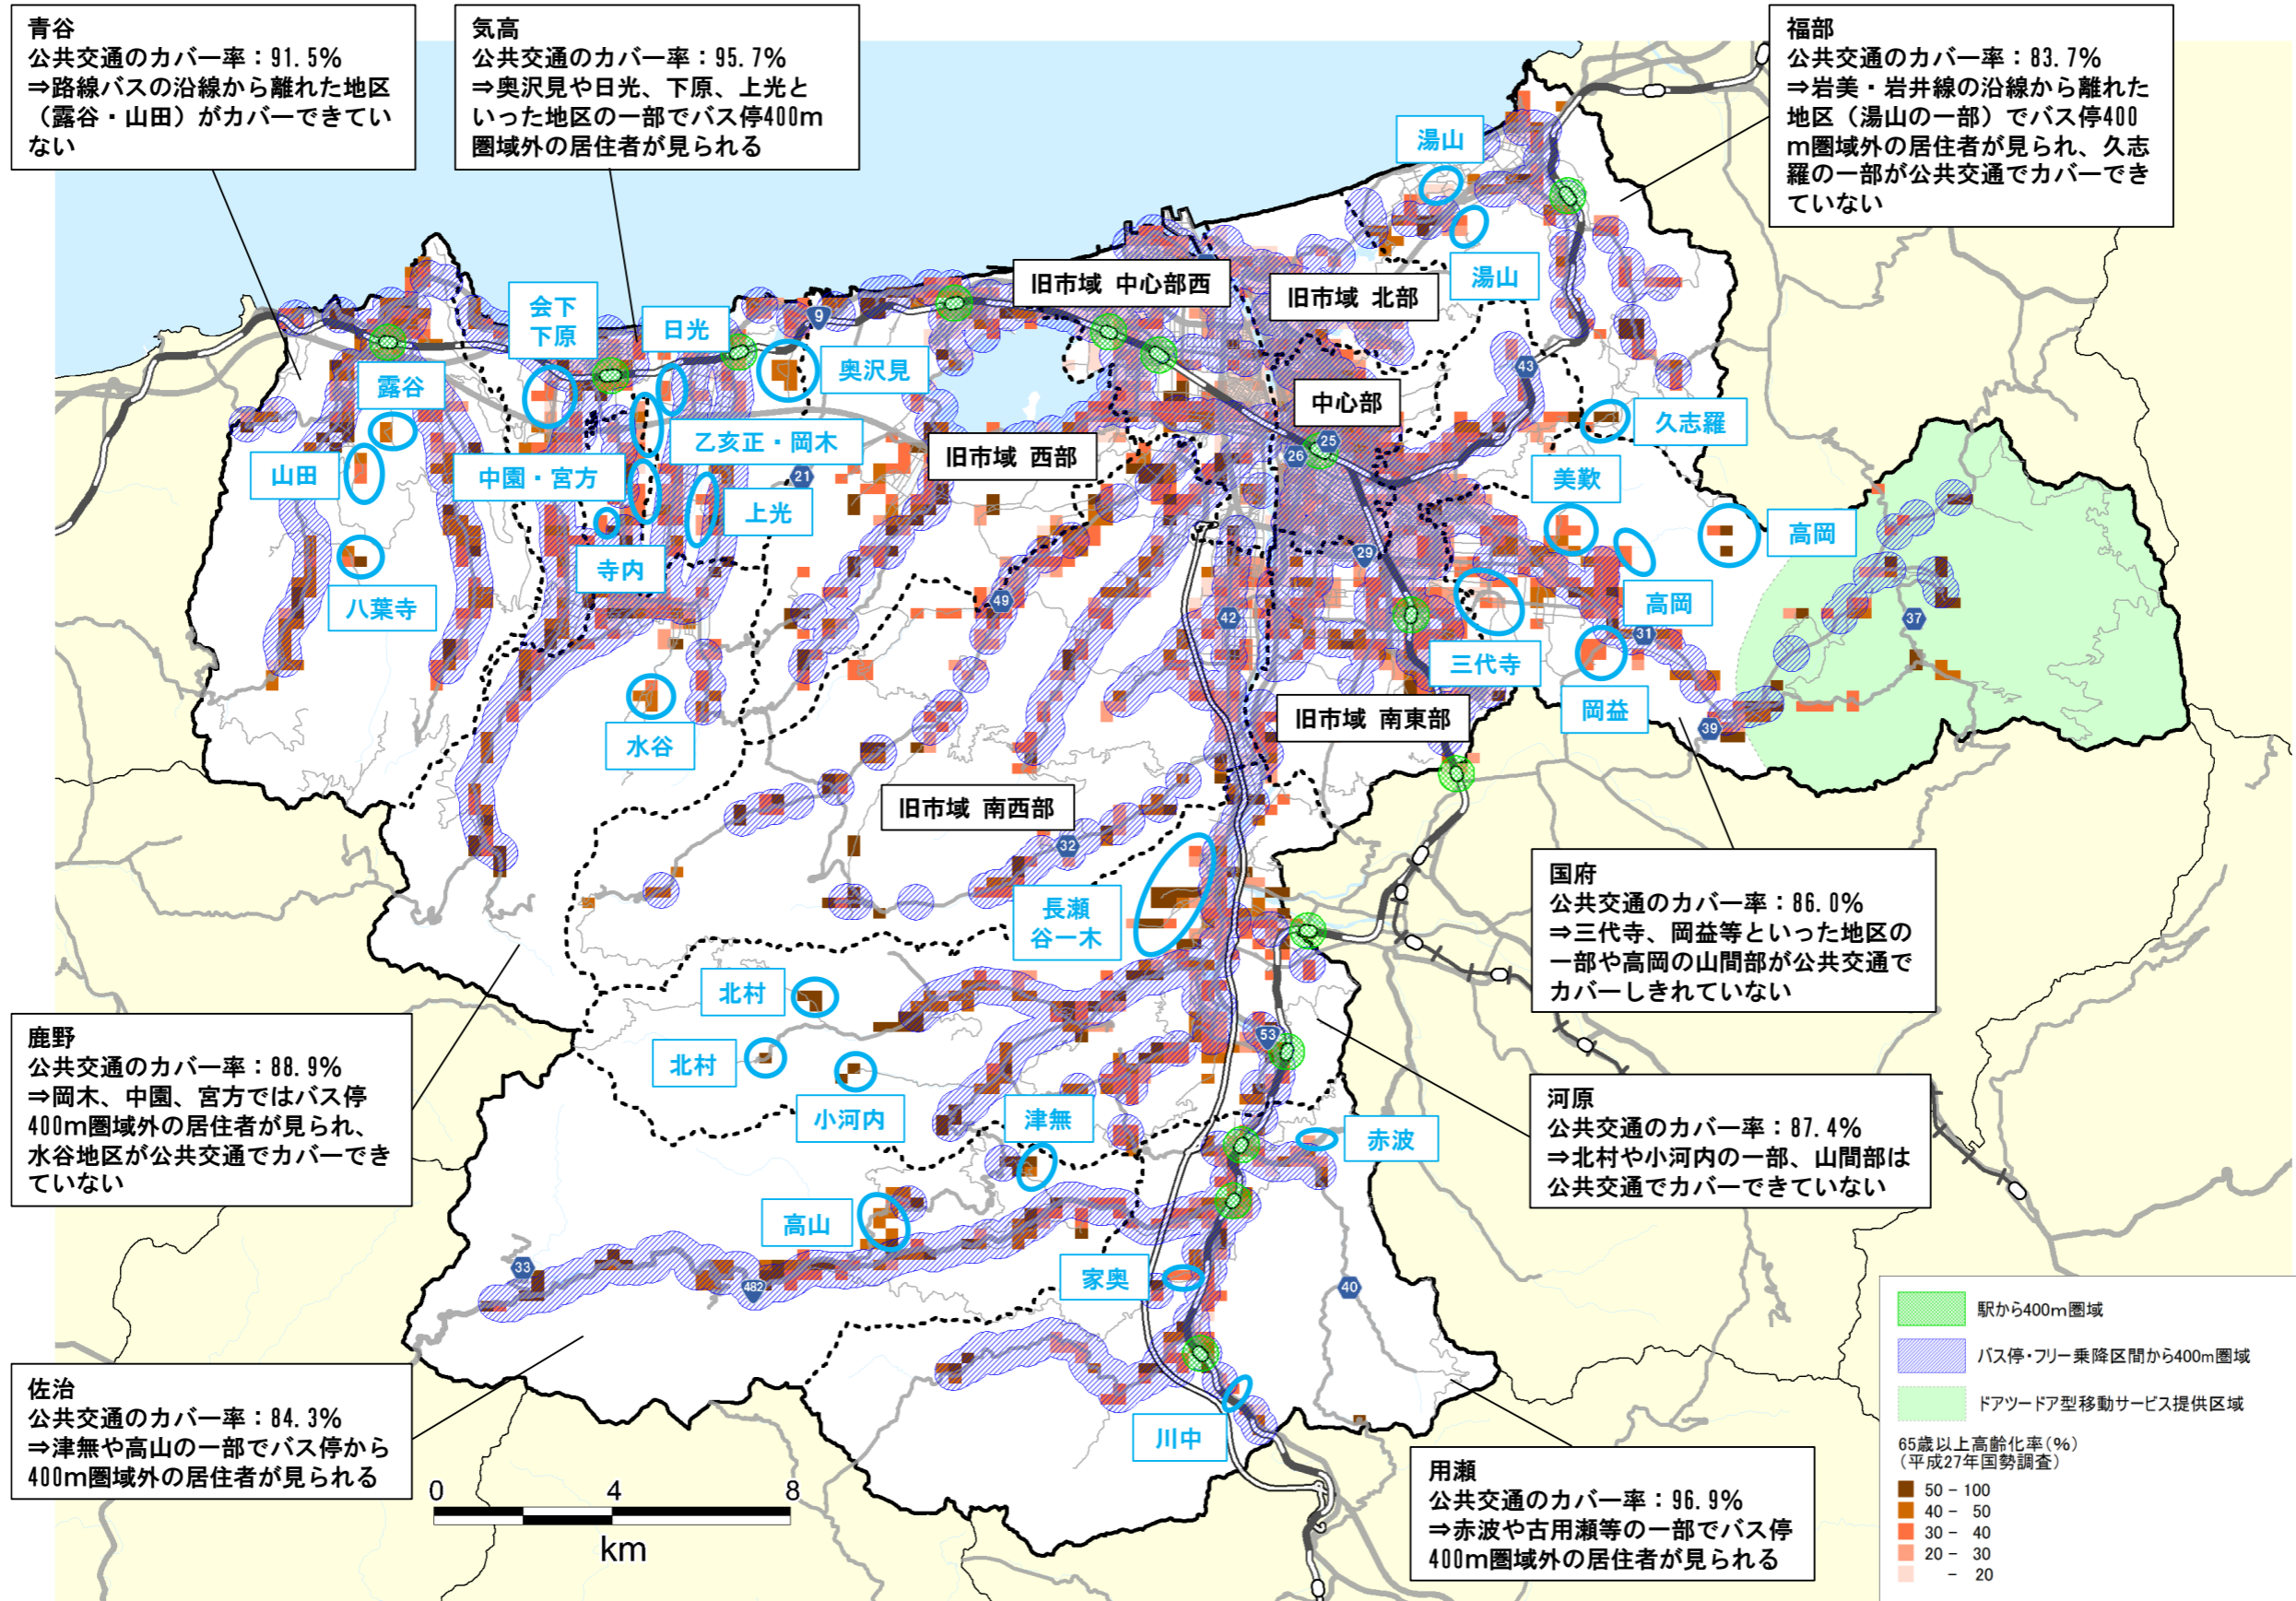 青谷
公共交通のカバー率：91.5%
⇒路線バスの沿線から離れた地区
（露谷・山田）がカバーできてい
ない
気高
公共交通のカバー率：95.7%
⇒奥沢見や日光、下原、上光と
いった地区の一部でバス停400m
圏域外の居住者が見られる
福部
公共交通のカバー率：83.7%
⇒岩美・岩井線の沿線から離れた
地区（湯山の一部）でバス停400
m圏域外の居住者が見られ、久志
羅の一部が公共交通でカバーでき
ていない
湯山
湯山
旧市域 中心部西
旧市域 北部
会下
下原
日光
9
奥沢見
露谷
43
中心部
久志羅
乙亥正・岡木
旧市域 西部
25
26
山田
中園・宮方
21
美歎
上光
高岡
寺内
29
八葉寺
49
42
高岡
37
31
三代寺
岡益
水谷
旧市域 南東部
39
旧市域 南西部
32
長瀬
谷一木
国府
公共交通のカバー率：86.0%
⇒三代寺、岡益等といった地区の
一部や高岡の山間部が公共交通で
カバーしきれていない
北村
北村
53
小河内
津無
赤波
鹿野
公共交通のカバー率：88.9%
⇒岡木、中園、宮方ではバス停
400m圏域外の居住者が見られ、
水谷地区が公共交通でカバーでき
ていない
河原
公共交通のカバー率：87.4%
⇒北村や小河内の一部、山間部は
公共交通でカバーできていない
高山
33
482
家奥
40
川中
佐治
公共交通のカバー率：84.3%
⇒津無や高山の一部でバス停から
400m圏域外の居住者が見られる
用瀬
公共交通のカバー率：96.9%
⇒赤波や古用瀬等の一部でバス停
400m圏域外の居住者が見られる
0 4 8
km
駅から400m圏域
バス停・フリー乗降区間から400m圏域
ドアツードア型移動サービス提供区域
65歳以上高齢化率(%)
（平成27年国勢調査）
50 - 100
40 - 50
30 - 40
20 - 30
- 20